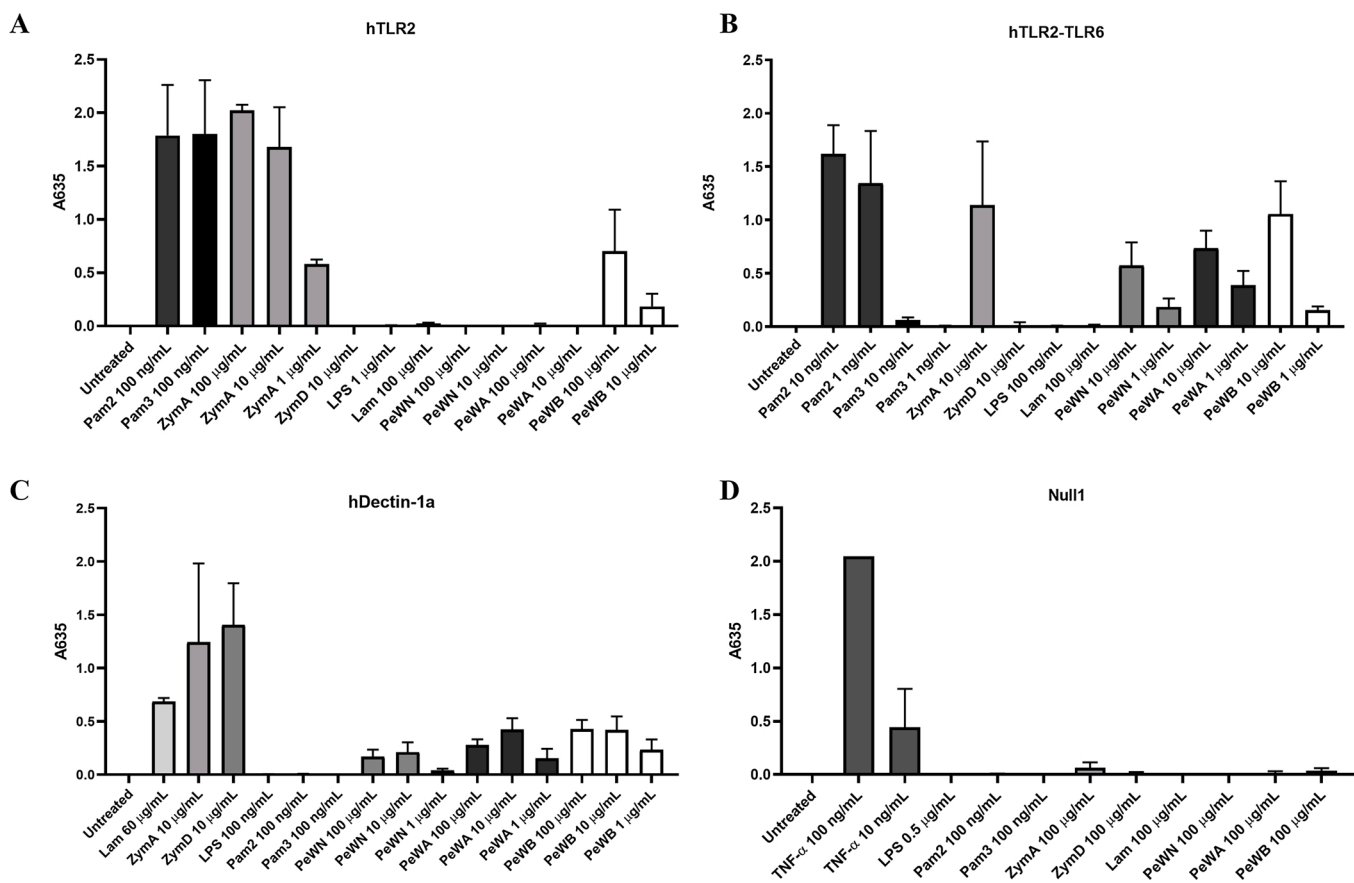 A
hTLR2
A635
2.5
2.0
1.5
1.0
0.5
0.0
Untreated
Pam2 100 ng/mL
Pam3 100 ng/mL
ZymA 100 µg/mL
ZymA 10 µg/mL
ZymA 1 µg/mL
ZymD 10 µg/mL
LPS 1 µg/mL
Lam 100 µg/mL
PeWN 100 µg/mL
PeWN 10 µg/mL
PeWA 100 µg/mL
PeWA 10 µg/mL
PeWB 100 µg/mL
PeWB 10 µg/mL
B
hTLR2-TLR6
A635
2.5
2.0
1.5
1.0
0.5
0.0
Untreated
Pam2 10 ng/mL
Pam2 1 ng/mL
Pam3 10 ng/mL
Pam3 1 ng/mL
ZymA 10 µg/mL
ZymD 10 µg/mL
LPS 100 ng/mL
Lam 100 µg/mL
PeWN 10 µg/mL
PeWN 1 µg/mL
PeWA 10 µg/mL
PeWA 1 µg/mL
PeWB 10 µg/mL
PeWB 1 µg/mL
C
hDectin-1a
A635
2.5
2.0
1.5
1.0
0.5
0.0
Untreated
Lam 60 µg/mL
ZymA 10 µg/mL
ZymD 10 µg/mL
LPS 100 ng/mL
Pam2 100 ng/mL
Pam3 100 ng/mL
PeWN 100 µg/mL
PeWN 10 µg/mL
PeWN 1 µg/mL
PeWA 100 µg/mL
PeWA 10 µg/mL
PeWA 1 µg/mL
PeWB 100 µg/mL
PeWB 10 µg/mL
PeWB 1 µg/mL
D
Null1
A635
2.5
2.0
1.5
1.0
0.5
0.0
Untreated
TNF-α 100 ng/mL
TNF-α 10 ng/mL
LPS 0.5 µg/mL
Pam2 100 ng/mL
Pam3 100 ng/mL
ZymA 100 µg/mL
ZymD 100 µg/mL
Lam 100 µg/mL
PeWN 100 µg/mL
PeWA 100 µg/mL
PeWB 100 µg/mL